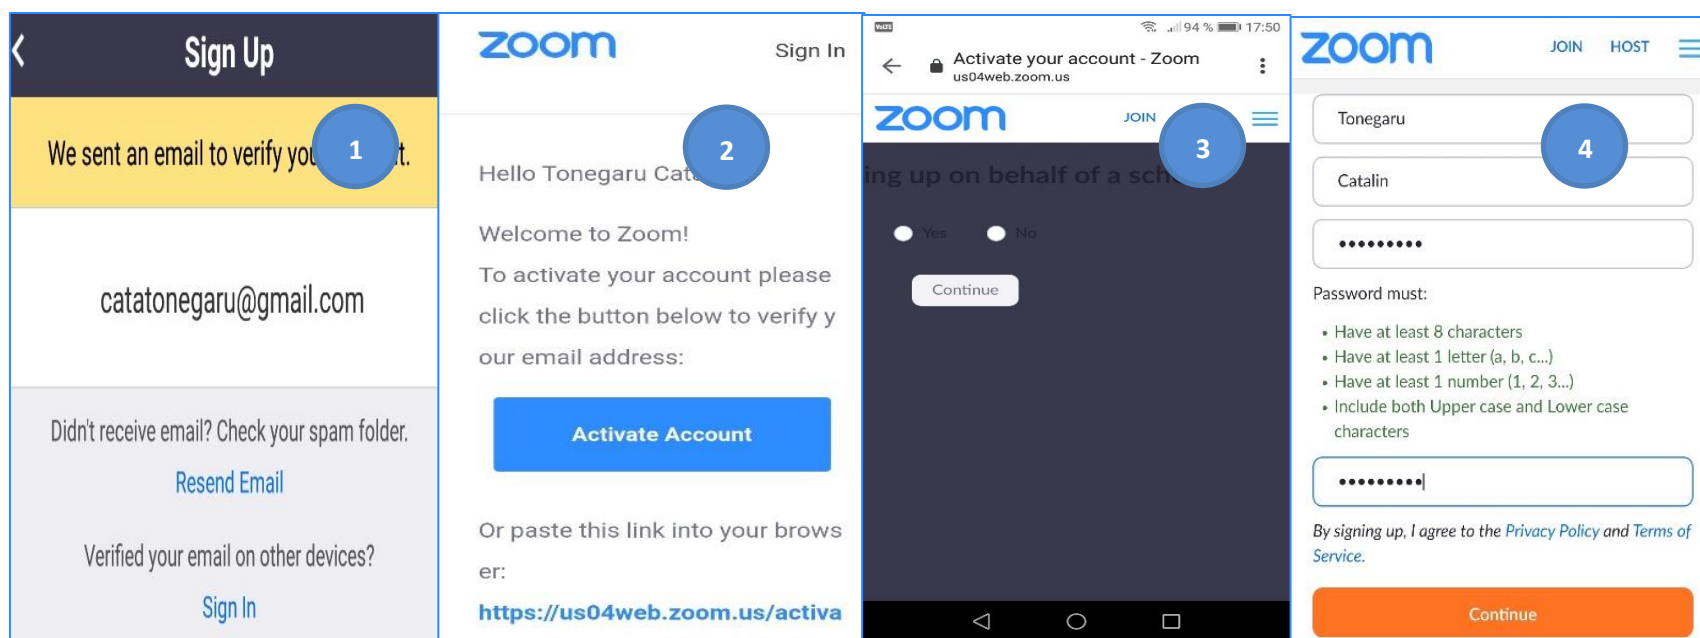 Sign Up
We sent an email to verify you t.
1
catatonegaru@gmail.com
Didn't receive email? Check your spam folder.
Resend Email
Verified your email on other devices?
Sign In
zoom
Sign In
2
Hello Tonegaru Cat
Welcome to Zoom!
To activate your account please
click the button below to verify y
our email address:
Activate Account
Or paste this link into your brows
er:
https://us04web.zoom.us/activa
VoLTE 94 % 17:50
Activate your account - Zoom
us04web.zoom.us
zoom
JOIN
3
ing up on behalf of a sch
Yes No
Continue
zoom
JOIN HOST
Tonegaru
4
Catalin
•••••••••
Password must:
• Have at least 8 characters
• Have at least 1 letter (a, b, c...)
• Have at least 1 number (1, 2, 3...)
• Include both Upper case and Lower case
characters
•••••••••
By signing up, I agree to the Privacy Policy and Terms of
Service.
Continue